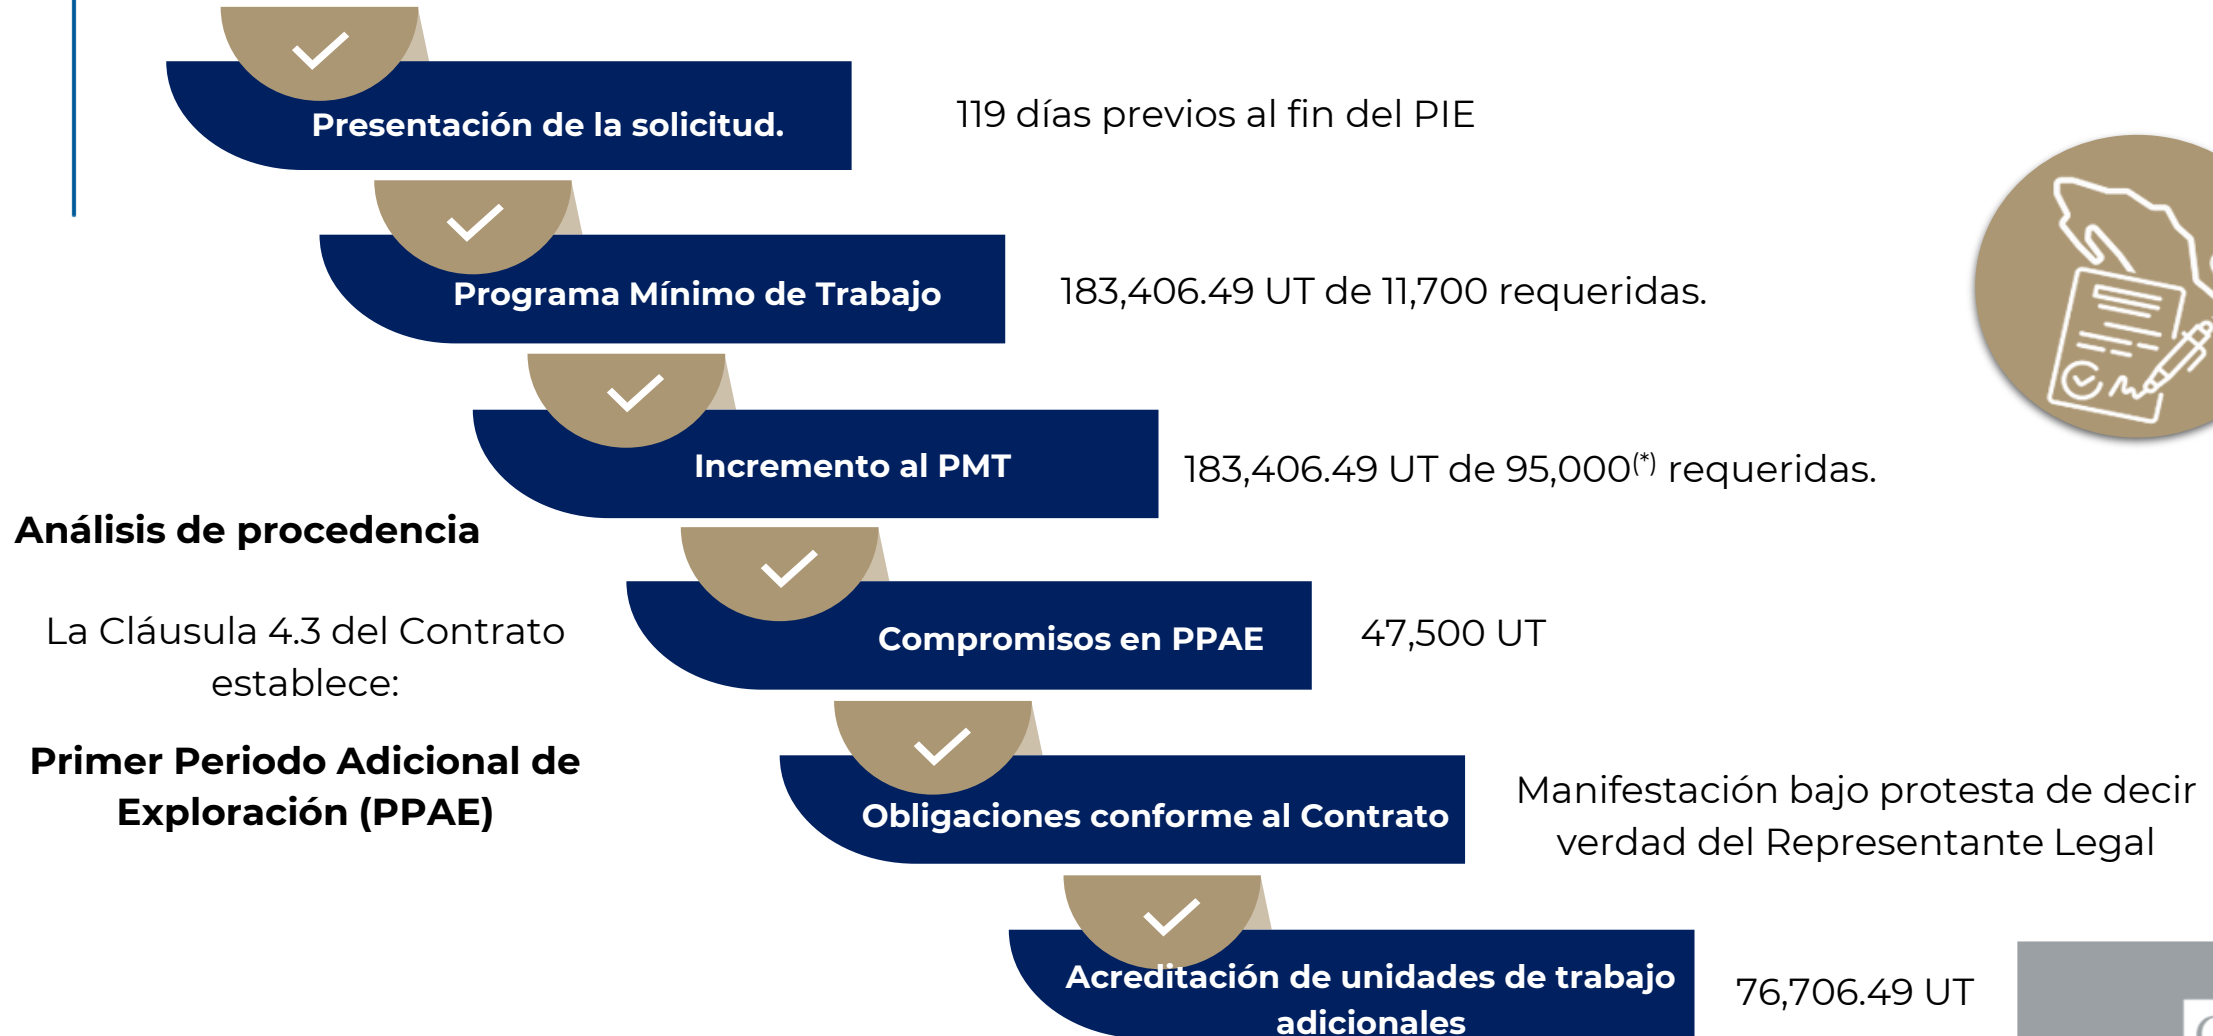 Presentación de la solicitud.
119 días previos al fin del PIE
Programa Mínimo de Trabajo
183,406.49 UT de 11,700 requeridas.
Incremento al PMT
183,406.49 UT de 95,000(*) requeridas.
Análisis de procedencia
La Cláusula 4.3 del Contrato
establece:
Primer Periodo Adicional de
Exploración (PPAE)
Compromisos en PPAE
47,500 UT
Obligaciones conforme al Contrato
Manifestación bajo protesta de decir
verdad del Representante Legal
Acreditación de unidades de trabajo
adicionales
76,706.49 UT